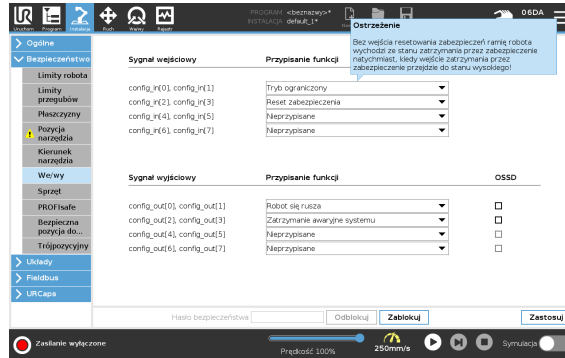 Urucham
Program
Instalacja
Ruch
We/wy
Rejestr
PROGRAM <beznazwy>*
INSTALACJA default_1*
06DA
Ostrzeżenie
Bez wejścia resetowania zabezpieczeń ramię robota
wychodzi ze stanu zatrzymania przez zabezpieczenie
natychmiast, kiedy wejście zatrzymania przez
zabezpieczenie przejdzie do stanu wysokiego!
Ogólne
Bezpieczeństwo
Limity robota
Limity
przegubów
Płaszczyzny
Pozycja
narzędzia
Kierunek
narzędzia
We/wy
Sprzęt
PROFIsafe
Bezpieczna
pozycja do...
Trójpozycyjny
Układy
Fieldbus
URCaps
Sygnał wejściowy Przypisanie funkcji
config_in[0], config_in[1] Tryb ograniczony
config_in[2], config_in[3] Reset zabezpieczenia
config_in[4], config_in[5] Nieprzypisane
config_in[6], config_in[7] Nieprzypisane
Sygnał wyjściowy Przypisanie funkcji OSSD
config_out[0], config_out[1] Robot się rusza
config_out[2], config_out[3] Zatrzymanie awaryjne systemu
config_out[4], config_out[5] Nieprzypisane
config_out[6], config_out[7] Nieprzypisane
Hasło bezpieczeństwa Odblokuj Zablokuj Zastosuj
Zasilanie wyłączone
Prędkość 100%
250mm/s
Symulacja